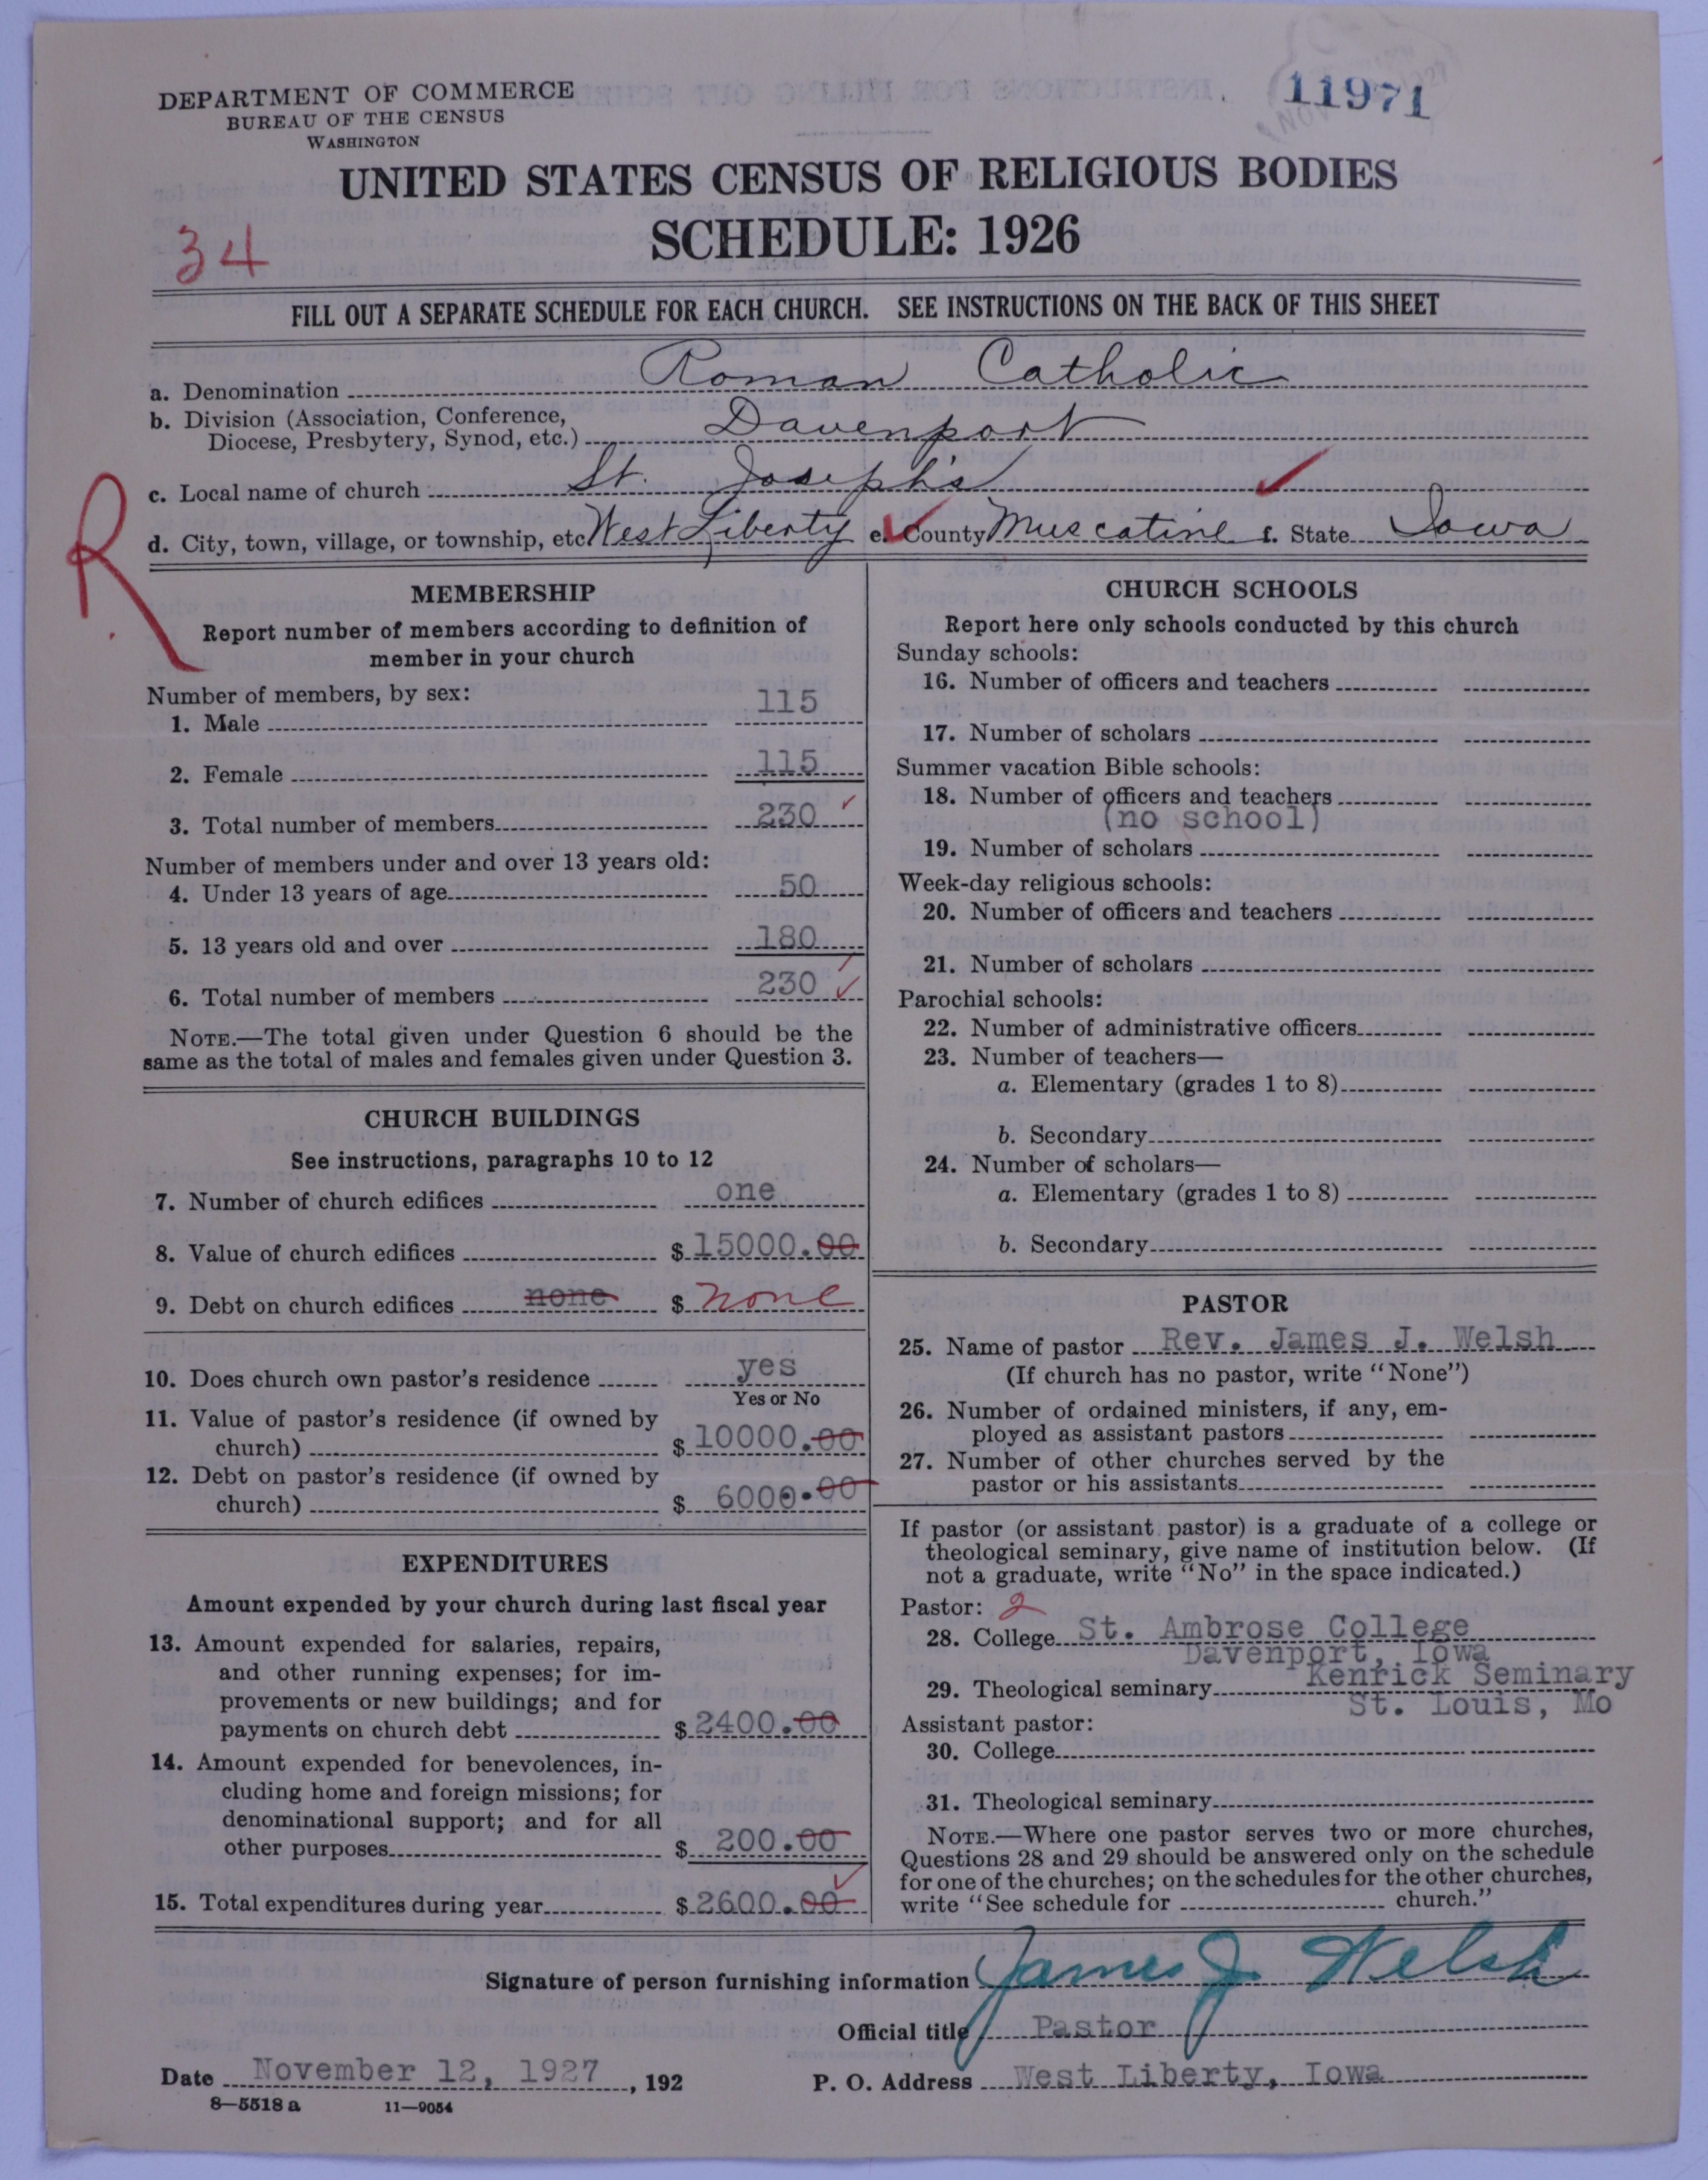 11971
DEPARTMENT OF COMMERCE
BUREAU OF THE CENSUS
WASHINGTON
UNITED STATES CENSUS OF RELIGIOUS BODIES
SCHEDULE: 1926
34
FILL OUT A SEPARATE SCHEDULE FOR EACH CHURCH. SEE INSTRUCTIONS ON THE BACK OF THIS SHEET
a. Denomination Roman Catholic
b. Division (Association, Conference,
Diocese, Presbytery, Synod, etc.) Davenport
c. Local name of church St. Joseph's
d. City, town, village, or township, etc West Liberty e. County Muscatine f. State Iowa
R
MEMBERSHIP
Report number of members according to definition of
member in your church
Number of members, by sex:
1. Male 115
2. Female 115
3. Total number of members 230
Number of members under and over 13 years old:
4. Under 13 years of age 50
5. 13 years old and over 180
6. Total number of members 230
NOTE.—The total given under Question 6 should be the
same as the total of males and females given under Question 3.
CHURCH BUILDINGS
See instructions, paragraphs 10 to 12
7. Number of church edifices one
8. Value of church edifices $ 15000.00
9. Debt on church edifices none $ none
10. Does church own pastor's residence yes
Yes or No
11. Value of pastor's residence (if owned by
church) $ 10000.00
12. Debt on pastor's residence (if owned by
church) $ 6000.00
EXPENDITURES
Amount expended by your church during last fiscal year
13. Amount expended for salaries, repairs,
and other running expenses; for im-
provements or new buildings; and for
payments on church debt $ 2400.00
14. Amount expended for benevolences, in-
cluding home and foreign missions; for
denominational support; and for all
other purposes $ 200.00
15. Total expenditures during year $ 2600.00
CHURCH SCHOOLS
Report here only schools conducted by this church
Sunday schools:
16. Number of officers and teachers
17. Number of scholars
Summer vacation Bible schools:
18. Number of officers and teachers
(no school)
19. Number of scholars
Week-day religious schools:
20. Number of officers and teachers
21. Number of scholars
Parochial schools:
22. Number of administrative officers
23. Number of teachers—
a. Elementary (grades 1 to 8)
b. Secondary
24. Number of scholars—
a. Elementary (grades 1 to 8)
b. Secondary
PASTOR
25. Name of pastor Rev. James J. Welsh
(If church has no pastor, write "None")
26. Number of ordained ministers, if any, em-
ployed as assistant pastors
27. Number of other churches served by the
pastor or his assistants
If pastor (or assistant pastor) is a graduate of a college or
theological seminary, give name of institution below. (If
not a graduate, write "No" in the space indicated.)
Pastor: 2
28. College St. Ambrose College
Davenport, Iowa
29. Theological seminary Kenrick Seminary
St. Louis, Mo
Assistant pastor:
30. College
31. Theological seminary
NOTE.—Where one pastor serves two or more churches,
Questions 28 and 29 should be answered only on the schedule
for one of the churches; on the schedules for the other churches,
write "See schedule for church."
Signature of person furnishing information James J. Welsh
Official title Pastor
Date November 12, 1927, 192
P. O. Address West Liberty, Iowa
8—5518 a 11—9054